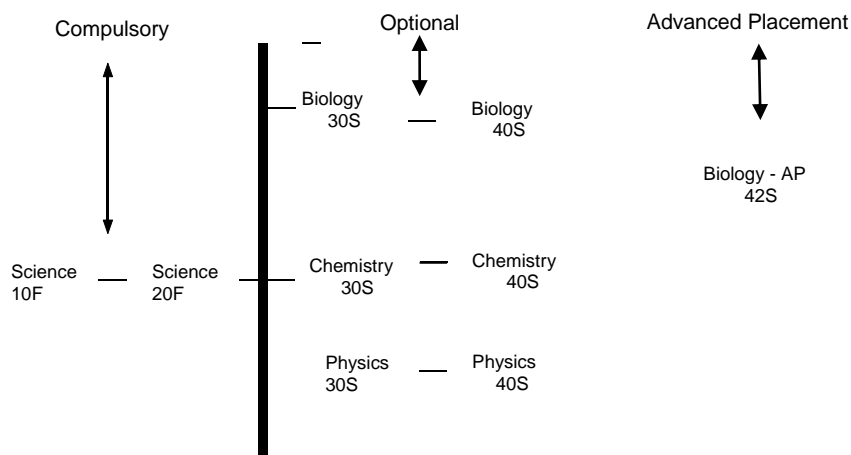 Compulsory
Optional
Advanced Placement
Biology
30S
Biology
40S
Biology - AP
42S
Science
10F
Science
20F
Chemistry
30S
Chemistry
40S
Physics
30S
Physics
40S